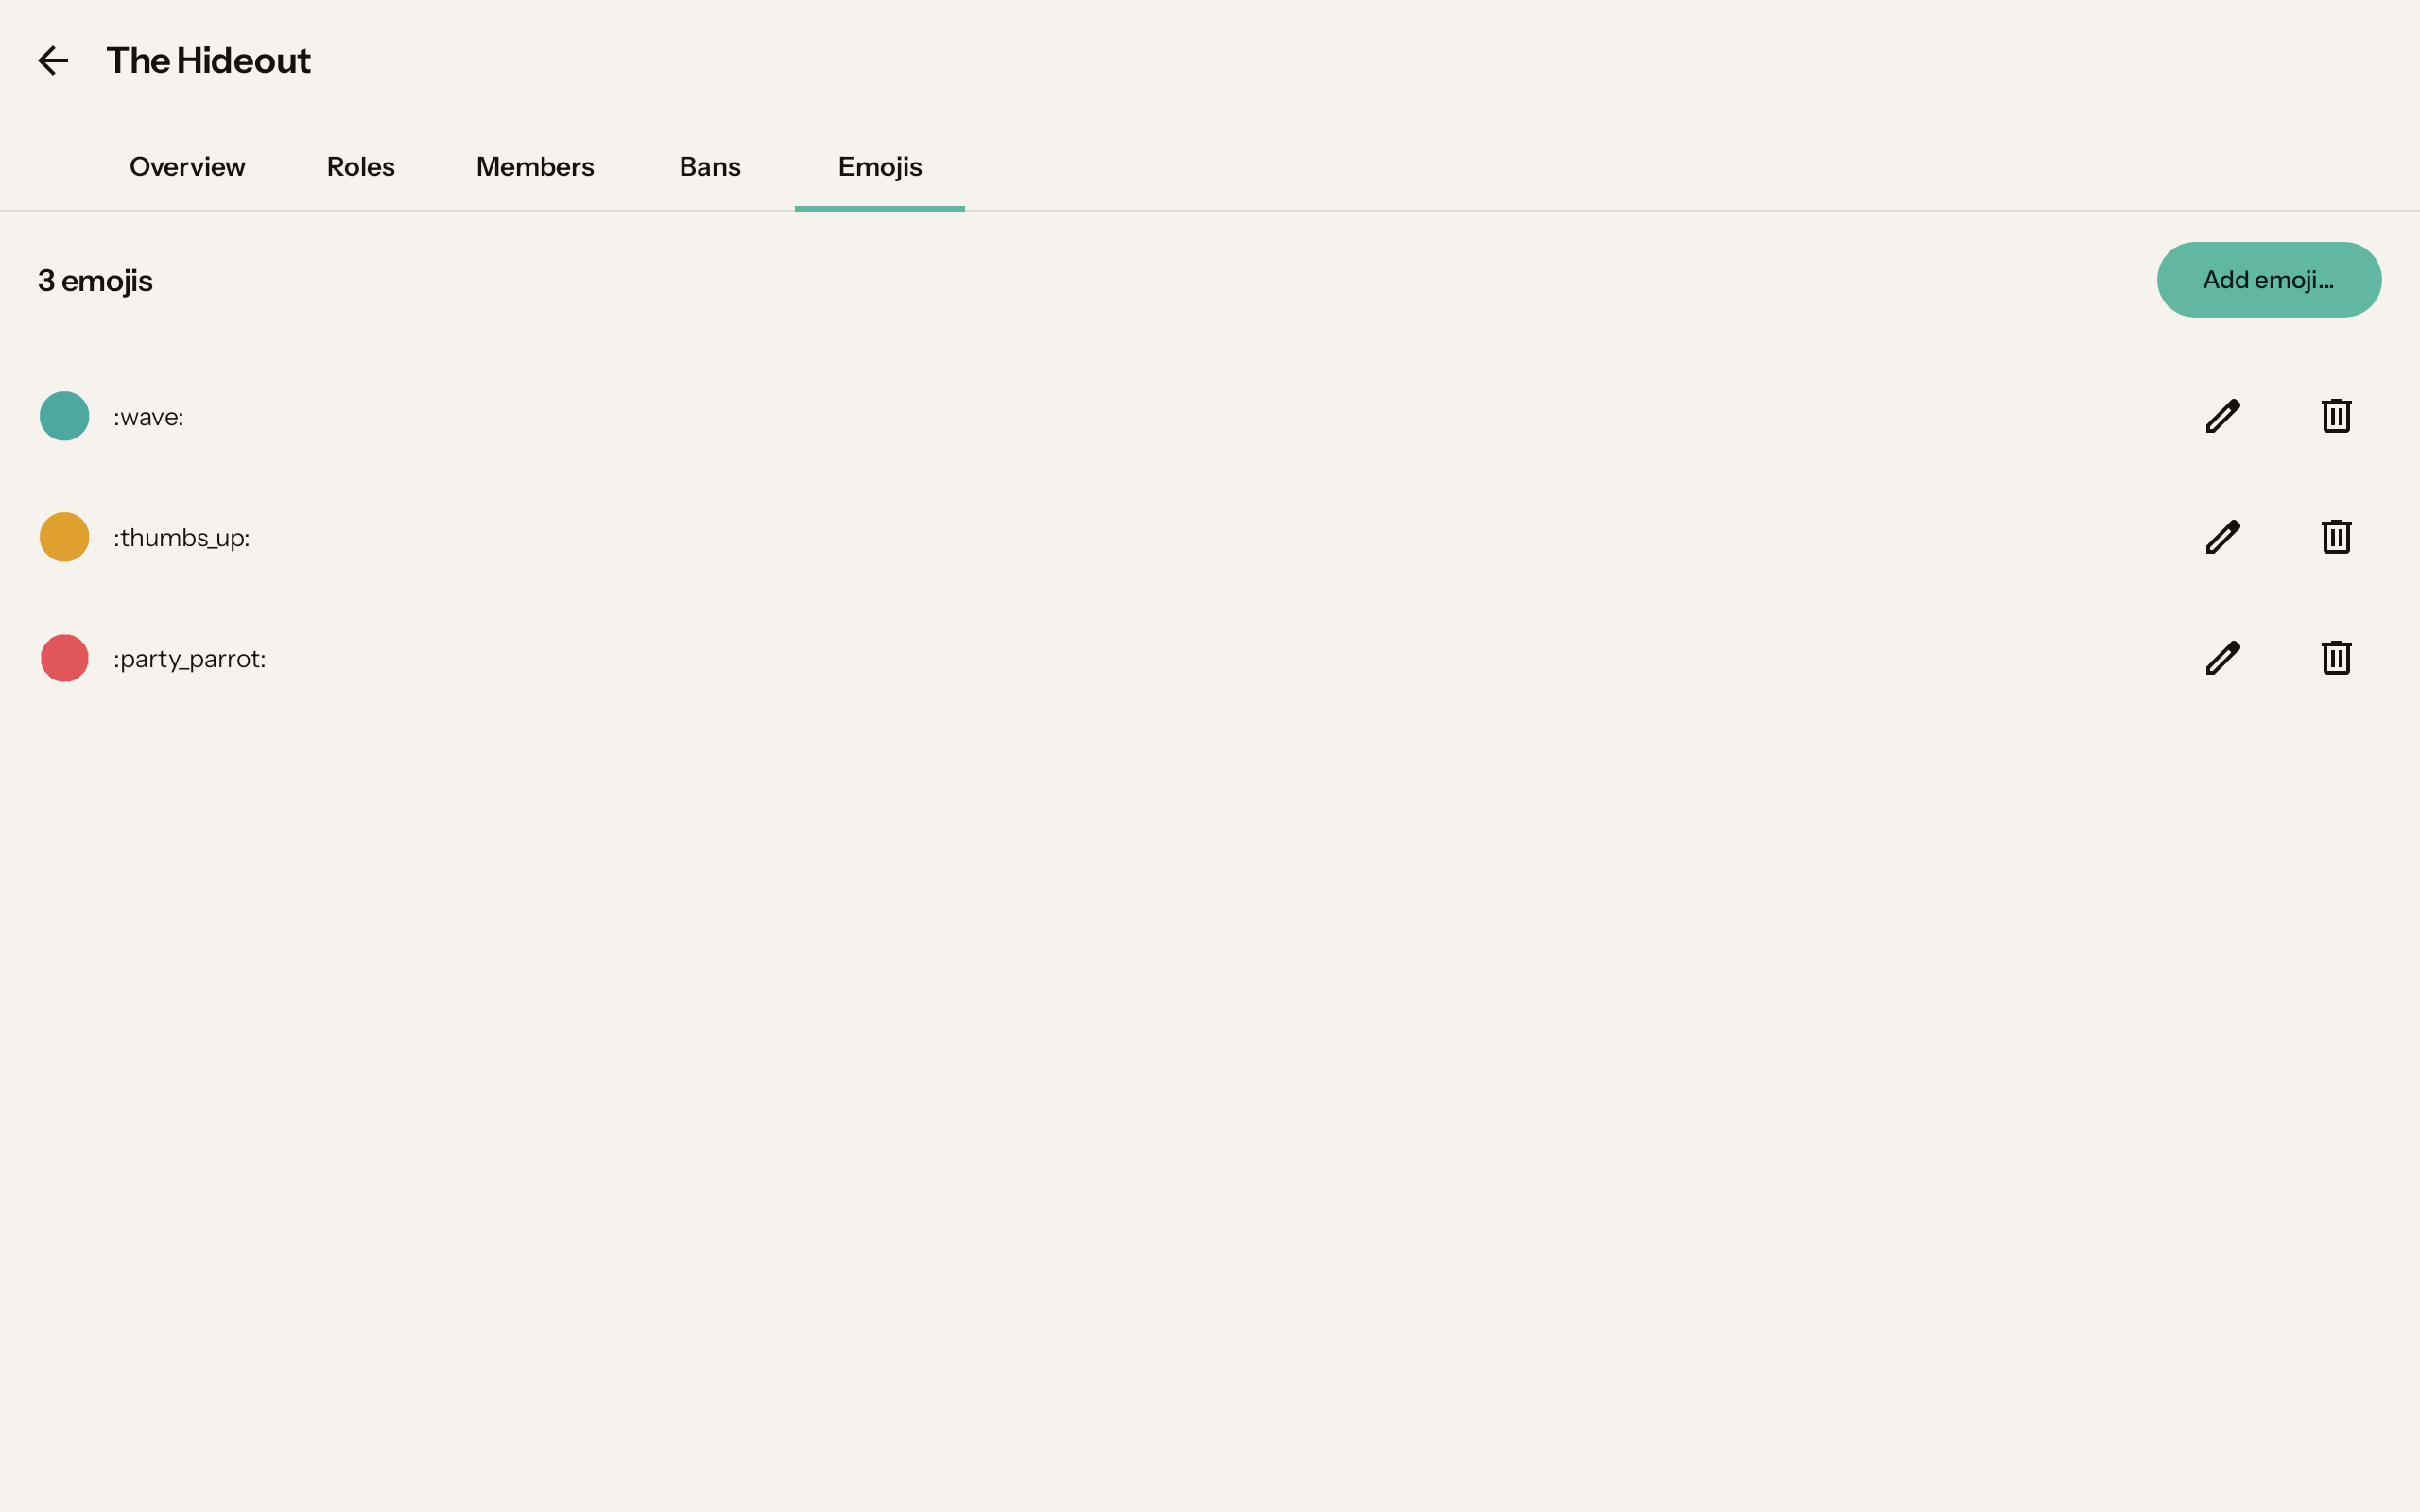 The Hideout
Overview Roles Members Bans Emojis
3 emojis
Add emoji...
:wave:
:thumbs_up:
:party_parrot: